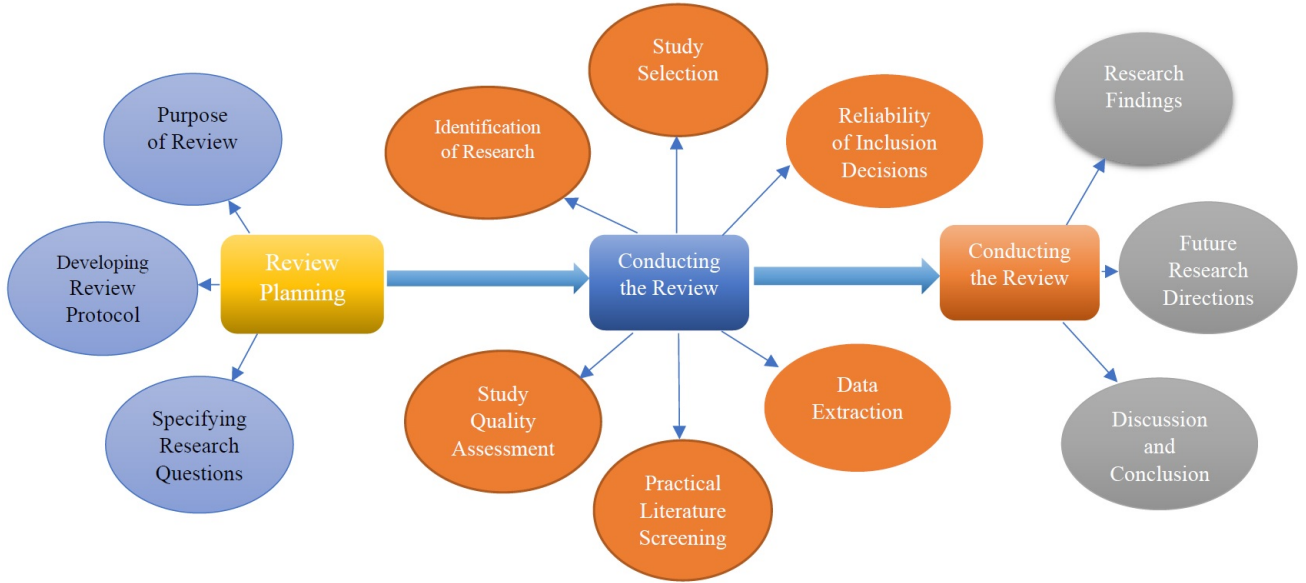 Purpose
of Review
Developing
Review
Protocol
Specifying
Research
Questions
Review
Planning
Identification
of Research
Study
Selection
Reliability
of Inclusion
Decisions
Conducting
the Review
Study
Quality
Assessment
Practical
Literature
Screening
Data
Extraction
Conducting
the Review
Research
Findings
Future
Research
Directions
Discussion
and
Conclusion